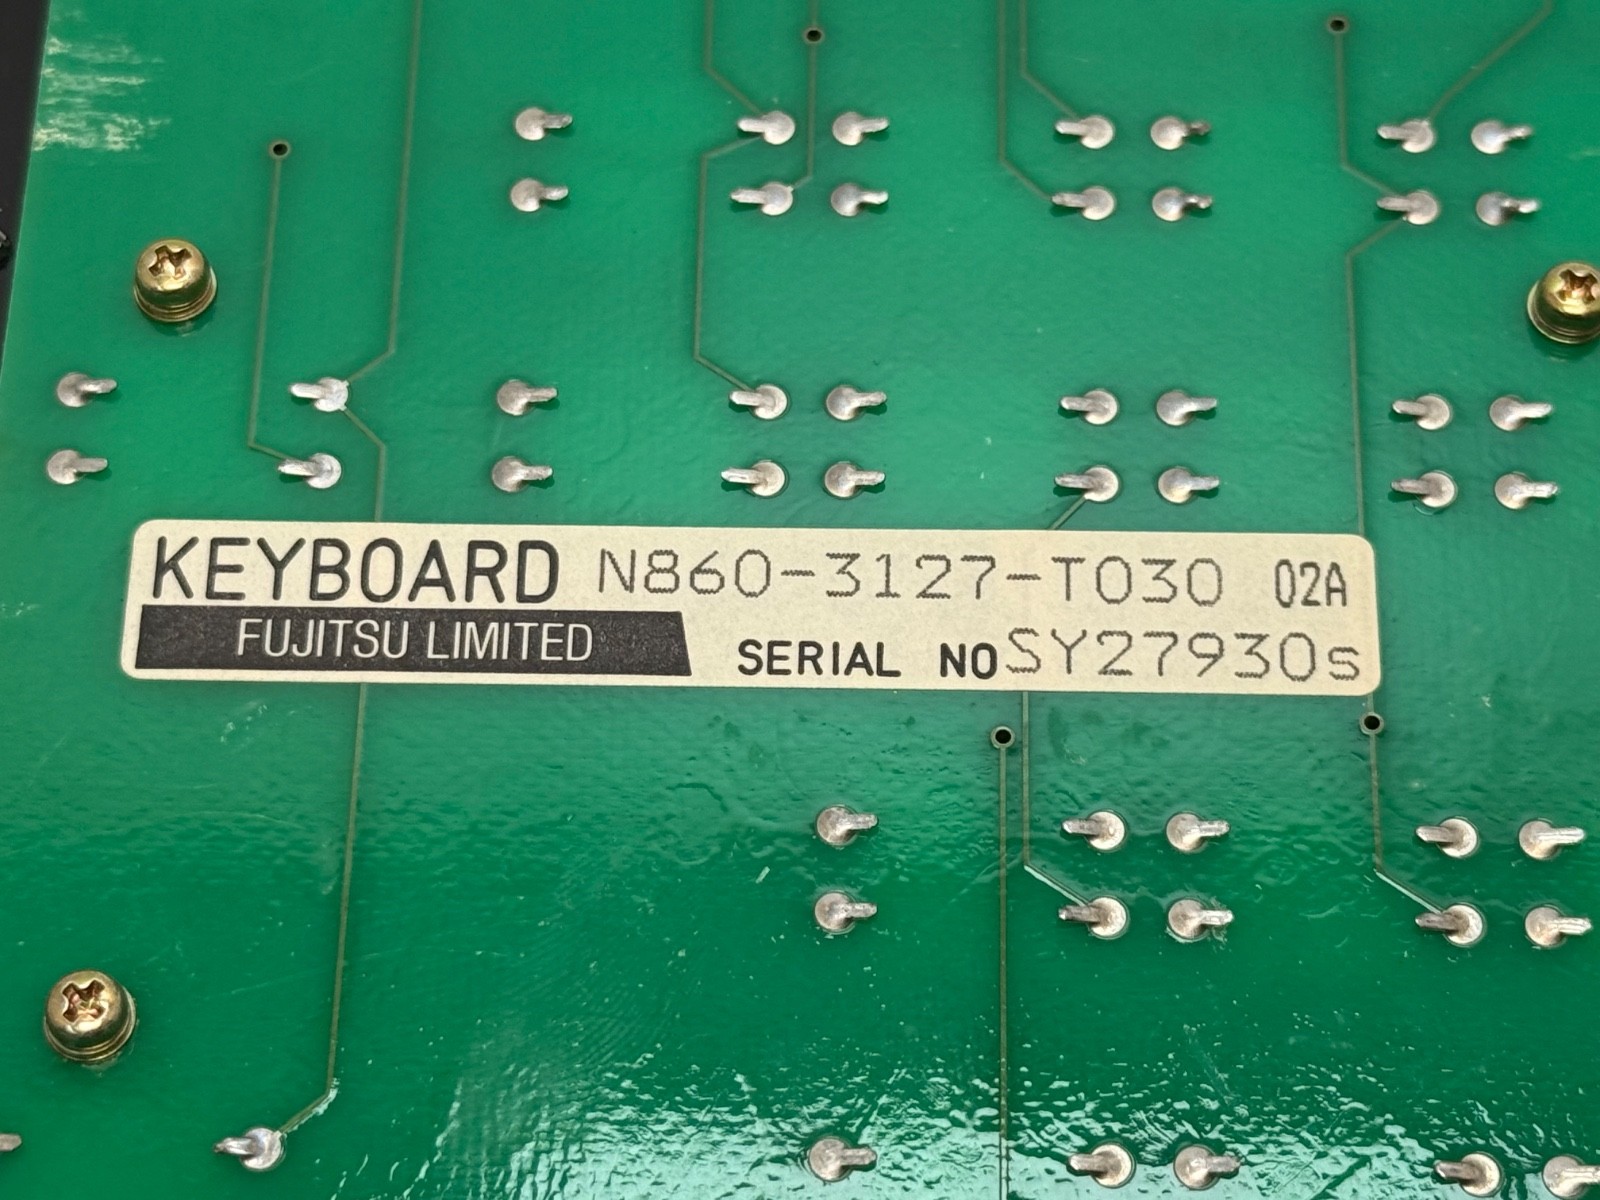 KEYBOARD N860-3127-T030 02A
FUJITSU LIMITED
SERIAL NO SY27930s